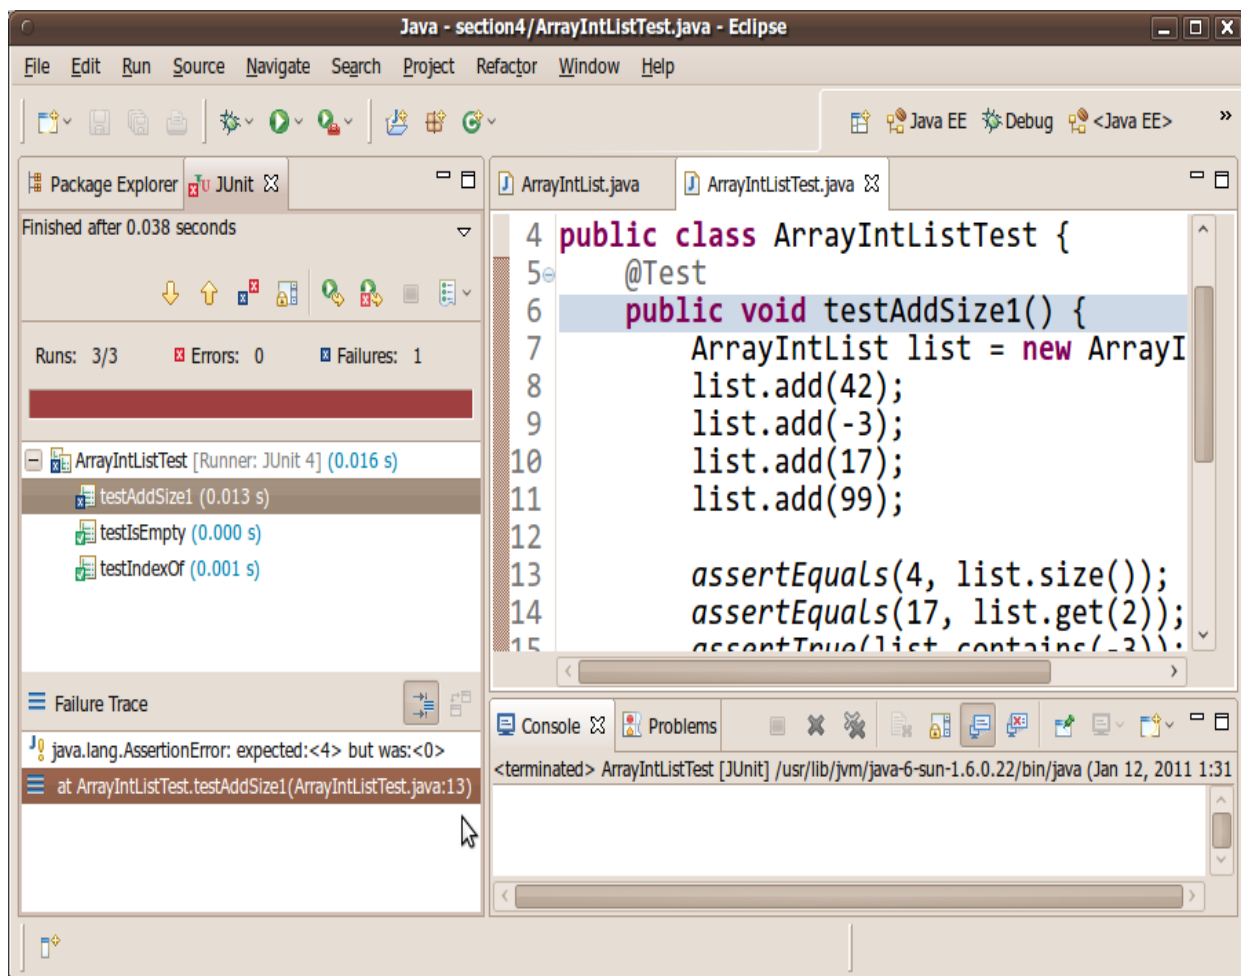 Java - section4/ArrayIntListTest.java - Eclipse
File Edit Run Source Navigate Search Project Refactor Window Help
Java EE Debug <Java EE> »
Package Explorer JUnit
Finished after 0.038 seconds
Runs: 3/3 Errors: 0 Failures: 1
ArrayIntListTest [Runner: JUnit 4] (0.016 s)
testAddSize1 (0.013 s)
testIsEmpty (0.000 s)
testIndexOf (0.001 s)
Failure Trace
java.lang.AssertionError: expected:<4> but was:<0>
at ArrayIntListTest.testAddSize1(ArrayIntListTest.java:13)
ArrayIntList.java ArrayIntListTest.java
4 public class ArrayIntListTest {
5 @Test
6 public void testAddSize1() {
7 ArrayIntList list = new ArrayI
8 list.add(42);
9 list.add(-3);
10 list.add(17);
11 list.add(99);
12
13 assertEquals(4, list.size());
14 assertEquals(17, list.get(2));
15 assertTrue(list.contains(-3));
Console Problems
<terminated> ArrayIntListTest [JUnit] /usr/lib/jvm/java-6-sun-1.6.0.22/bin/java (Jan 12, 2011 1:31